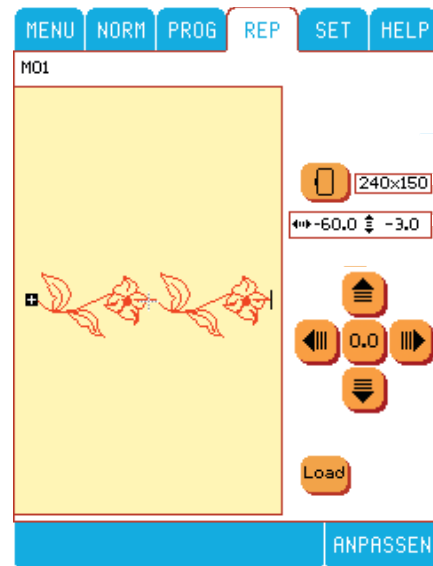 MENU NORM PROG REP SET HELP
M01
240x150
-60.0 -3.0
0.0
Load
ANPASSEN